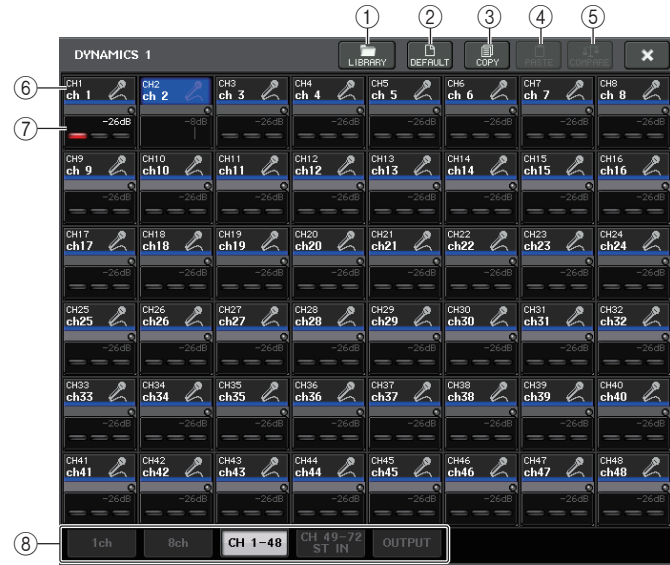 ① ② ③ ④ ⑤
DYNAMICS 1 LIBRARY DEFAULT COPY PASTE COMPARE ×
⑥
CH1 CH2 CH3 CH4 CH5 CH6 CH7 CH8
ch 1 ch 2 ch 3 ch 4 ch 5 ch 6 ch 7 ch 8
⑦
-26dB -8dB -26dB -26dB -26dB -26dB -26dB -26dB
CH9 CH10 CH11 CH12 CH13 CH14 CH15 CH16
ch 9 ch10 ch11 ch12 ch13 ch14 ch15 ch16
-26dB -26dB -26dB -26dB -26dB -26dB -26dB -26dB
CH17 CH18 CH19 CH20 CH21 CH22 CH23 CH24
ch17 ch18 ch19 ch20 ch21 ch22 ch23 ch24
-26dB -26dB -26dB -26dB -26dB -26dB -26dB -26dB
CH25 CH26 CH27 CH28 CH29 CH30 CH31 CH32
ch25 ch26 ch27 ch28 ch29 ch30 ch31 ch32
-26dB -26dB -26dB -26dB -26dB -26dB -26dB -26dB
CH33 CH34 CH35 CH36 CH37 CH38 CH39 CH40
ch33 ch34 ch35 ch36 ch37 ch38 ch39 ch40
-26dB -26dB -26dB -26dB -26dB -26dB -26dB -26dB
CH41 CH42 CH43 CH44 CH45 CH46 CH47 CH48
ch41 ch42 ch43 ch44 ch45 ch46 ch47 ch48
-26dB -26dB -26dB -26dB -26dB -26dB -26dB -26dB
⑧
1ch 8ch CH 1-48 CH 49-72 OUTPUT
ST IN